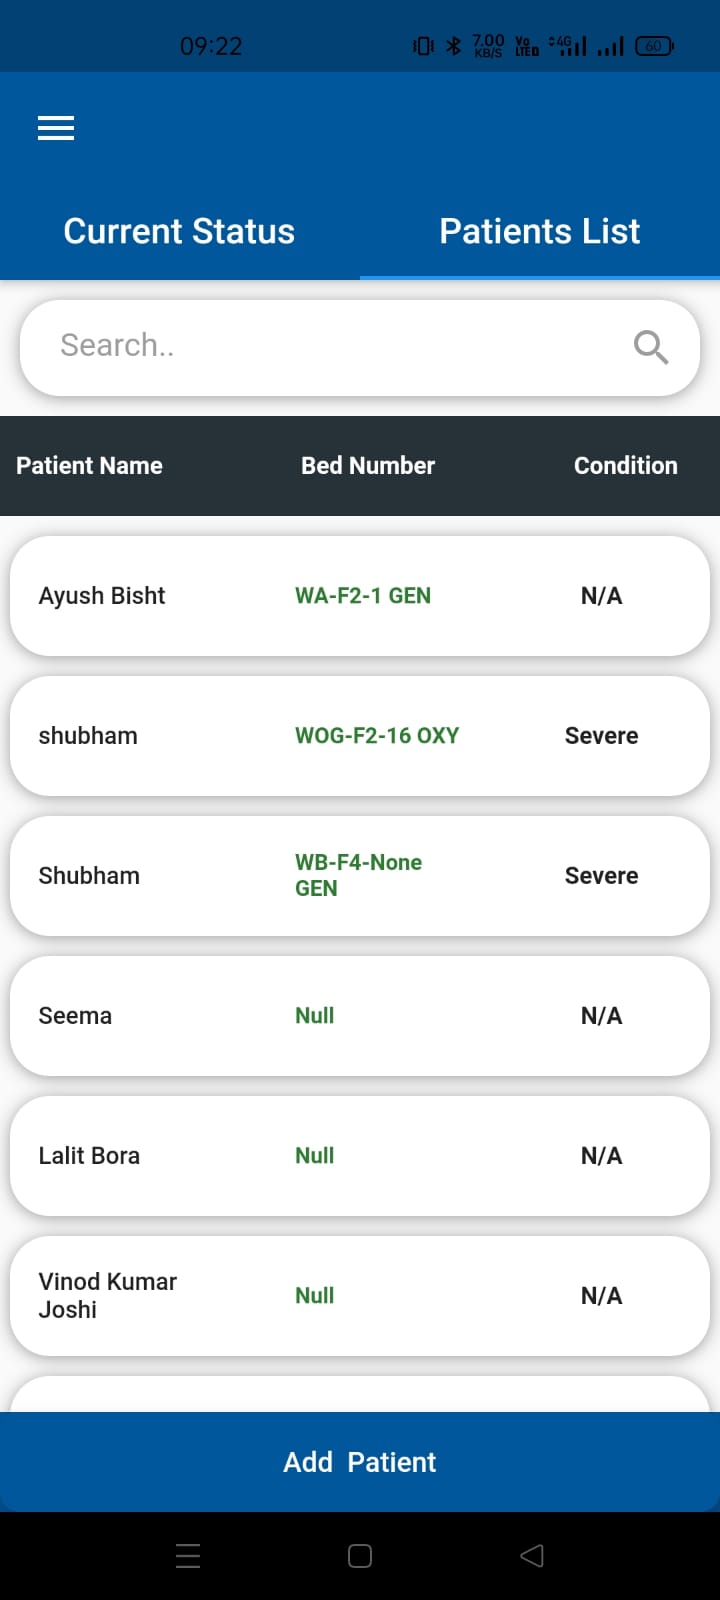 09:22 7.00 KB/S Vo LTED 4G 60
Current Status Patients List
Search..
Patient Name Bed Number Condition
Ayush Bisht WA-F2-1 GEN N/A
shubham WOG-F2-16 OXY Severe
Shubham WB-F4-None GEN Severe
Seema Null N/A
Lalit Bora Null N/A
Vinod Kumar Joshi Null N/A
Add Patient